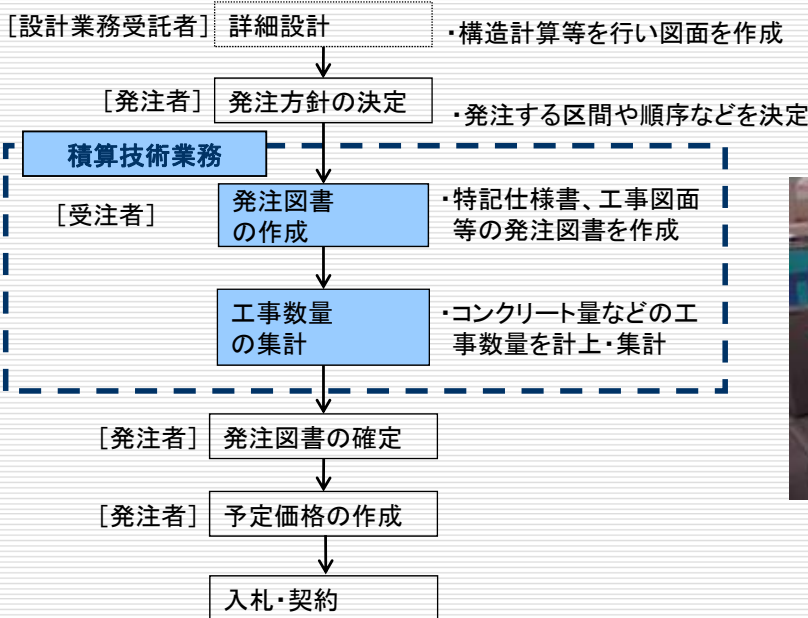 [設計業務受託者] 詳細設計 ・構造計算等を行い図面を作成
[発注者] 発注方針の決定 ・発注する区間や順序などを決定
積算技術業務
[受注者]
発注図書
の作成
・特記仕様書、工事図面
等の発注図書を作成
工事数量
の集計
・コンクリート量などの工
事数量を計上・集計
[発注者] 発注図書の確定
[発注者] 予定価格の作成
入札・契約